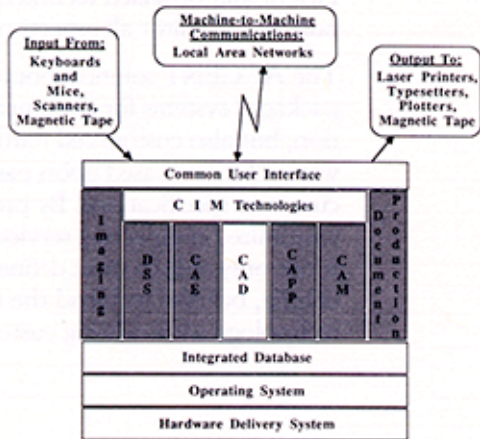 Machine-to-Machine
Communications:
Local Area Networks
Input From:
Keyboards
and
Mice,
Scanners,
Magnetic Tape
Output To:
Laser Printers,
Typesetters,
Plotters,
Magnetic Tape
Common User Interface
CIM Technologies
Imaging
DSS
CAE
CAD
CAPP
CAM
Document
Production
Integrated Database
Operating System
Hardware Delivery System